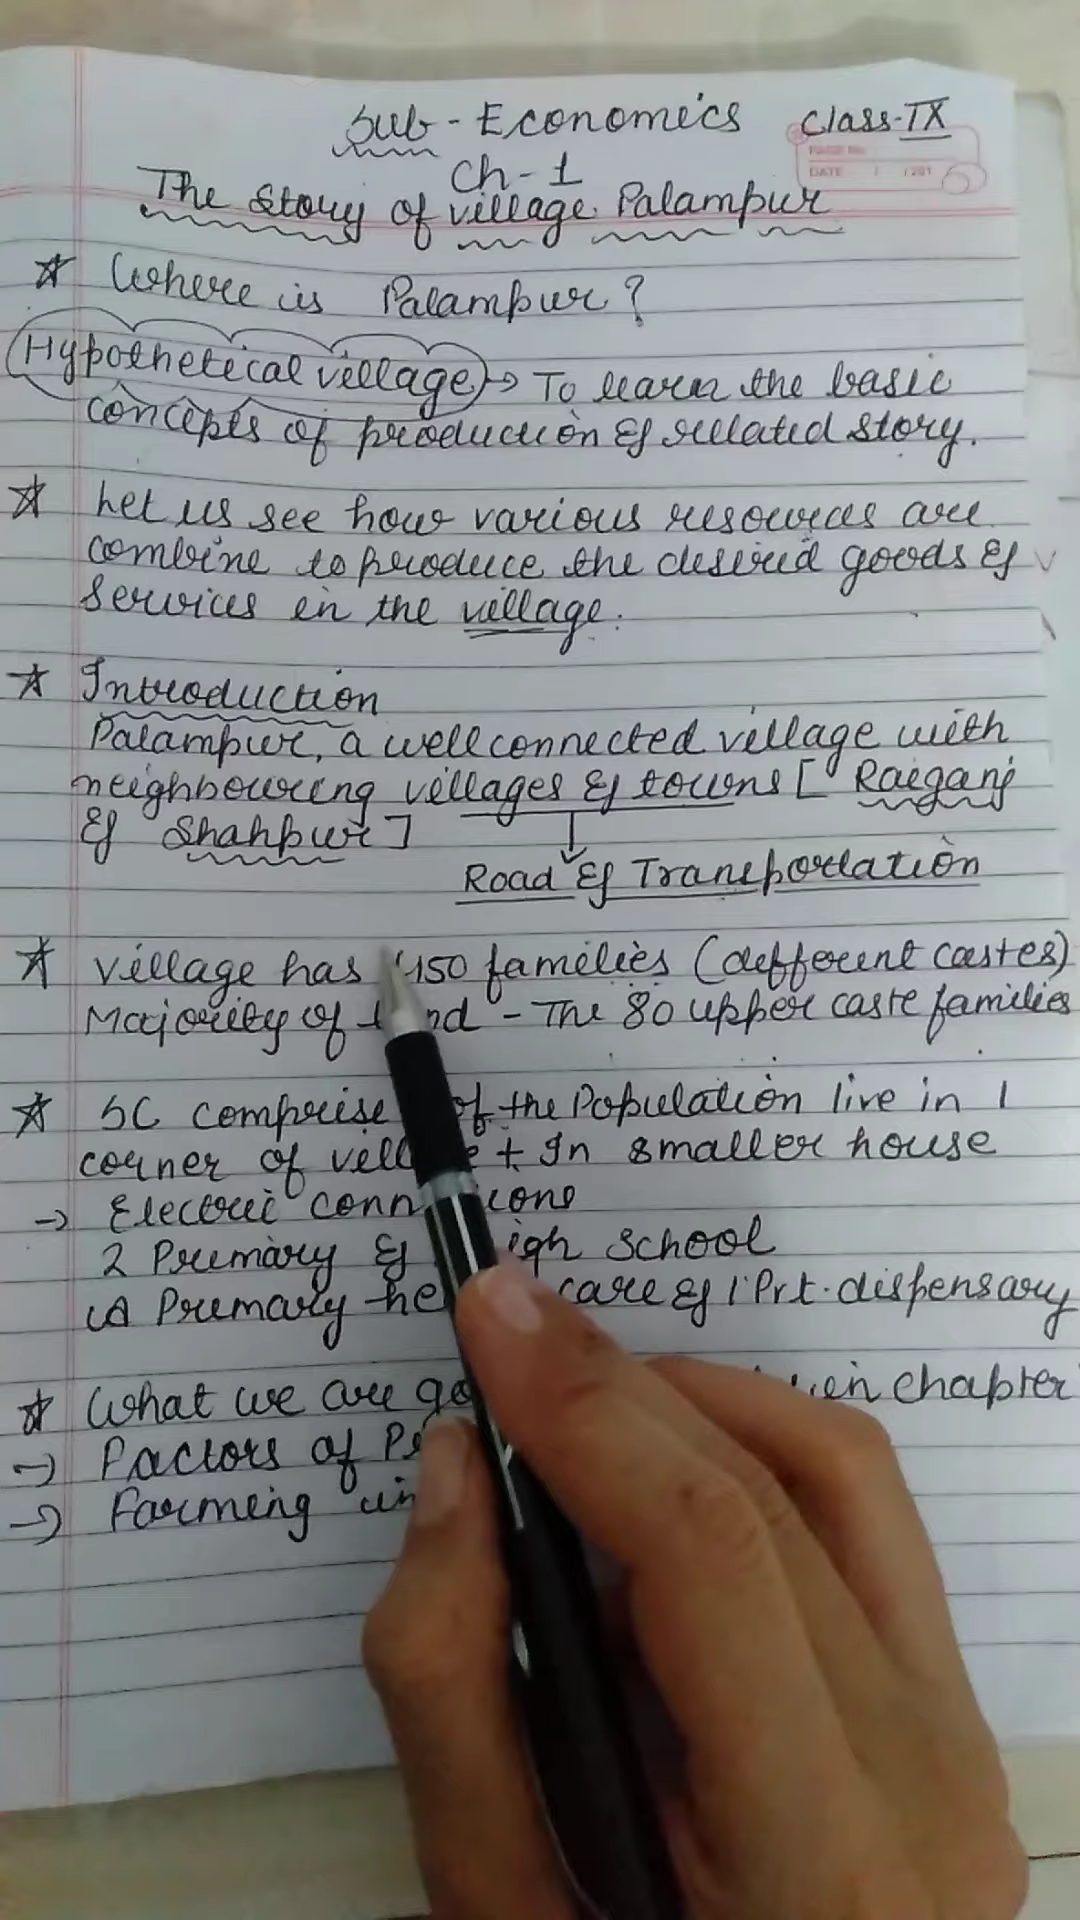 Sub - Economics Class-IX
PAGE No.
DATE / /201
Ch-1
The Story of village Palampur
Where is Palampur?
Hypothetical village → To learn the basic
concepts of production & related story.
Let us see how various resources are
combine to produce the desired goods &
services in the village.
Introduction
Palampur, a well connected village with
neighbouring villages & towns [ Raiganj
& Shahpur ]
Road & Transportation
village has 450 families (different castes)
Majority of - The 80 upper caste families
SC comprise of the Population live in 1
corner of + In smaller house
→ Electric
2 Primary & School
Primary care & 1 Prt. dispensary
What we are chapter
→ Factors of
→ Farming in